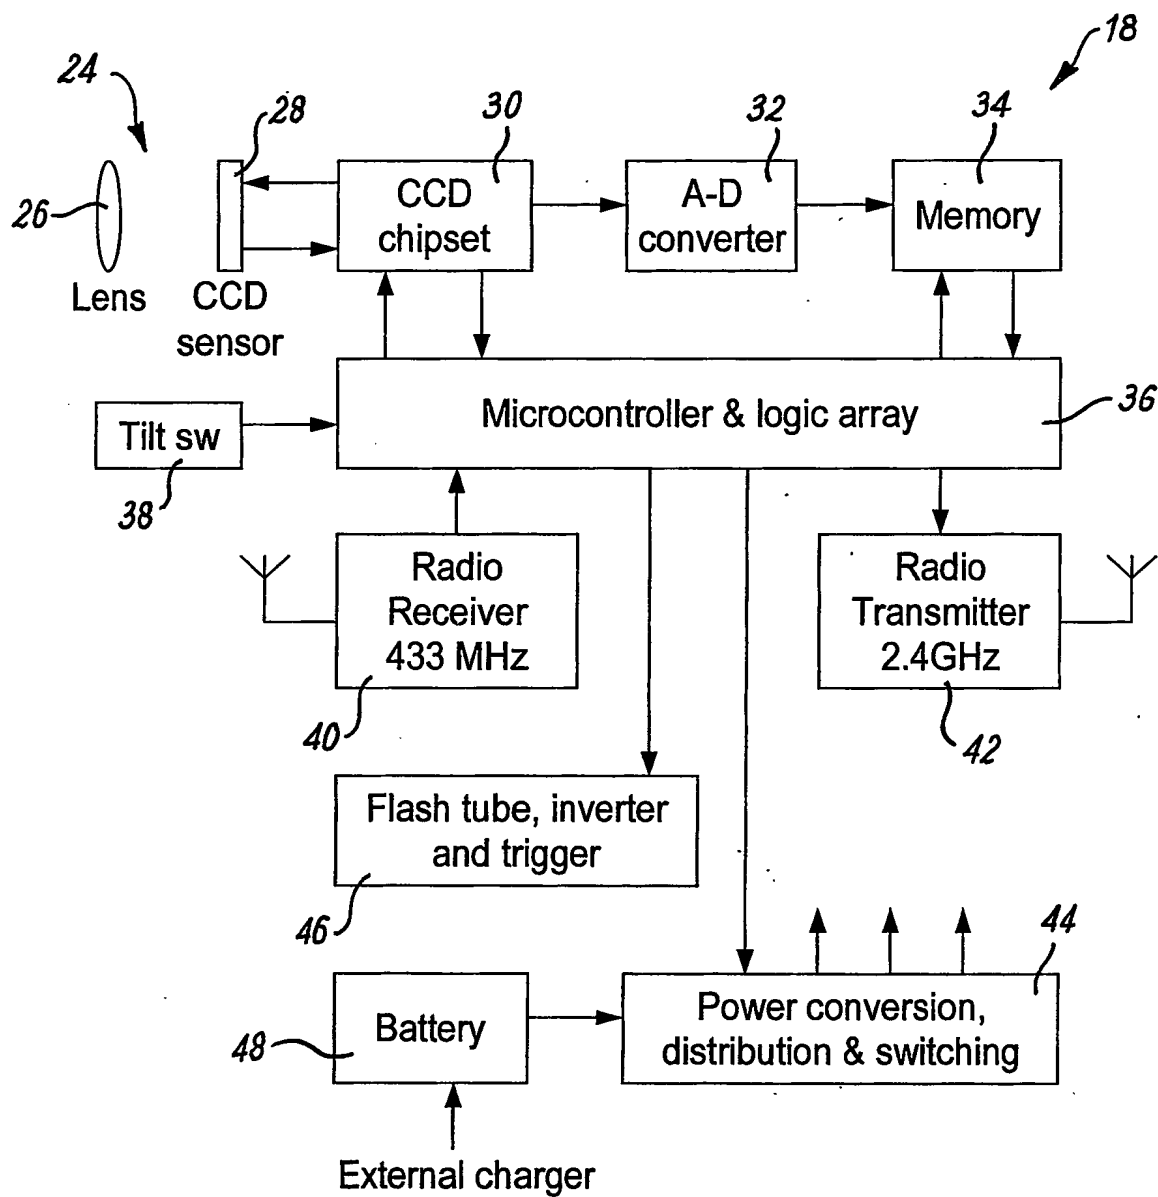 18
24
28
30
32
34
26
CCD
chipset
A-D
converter
Memory
Lens
CCD
sensor
Microcontroller & logic array
36
Tilt sw
38
Radio
Receiver
433 MHz
40
Radio
Transmitter
2.4GHz
42
Flash tube, inverter
and trigger
46
44
Battery
48
Power conversion,
distribution & switching
External charger